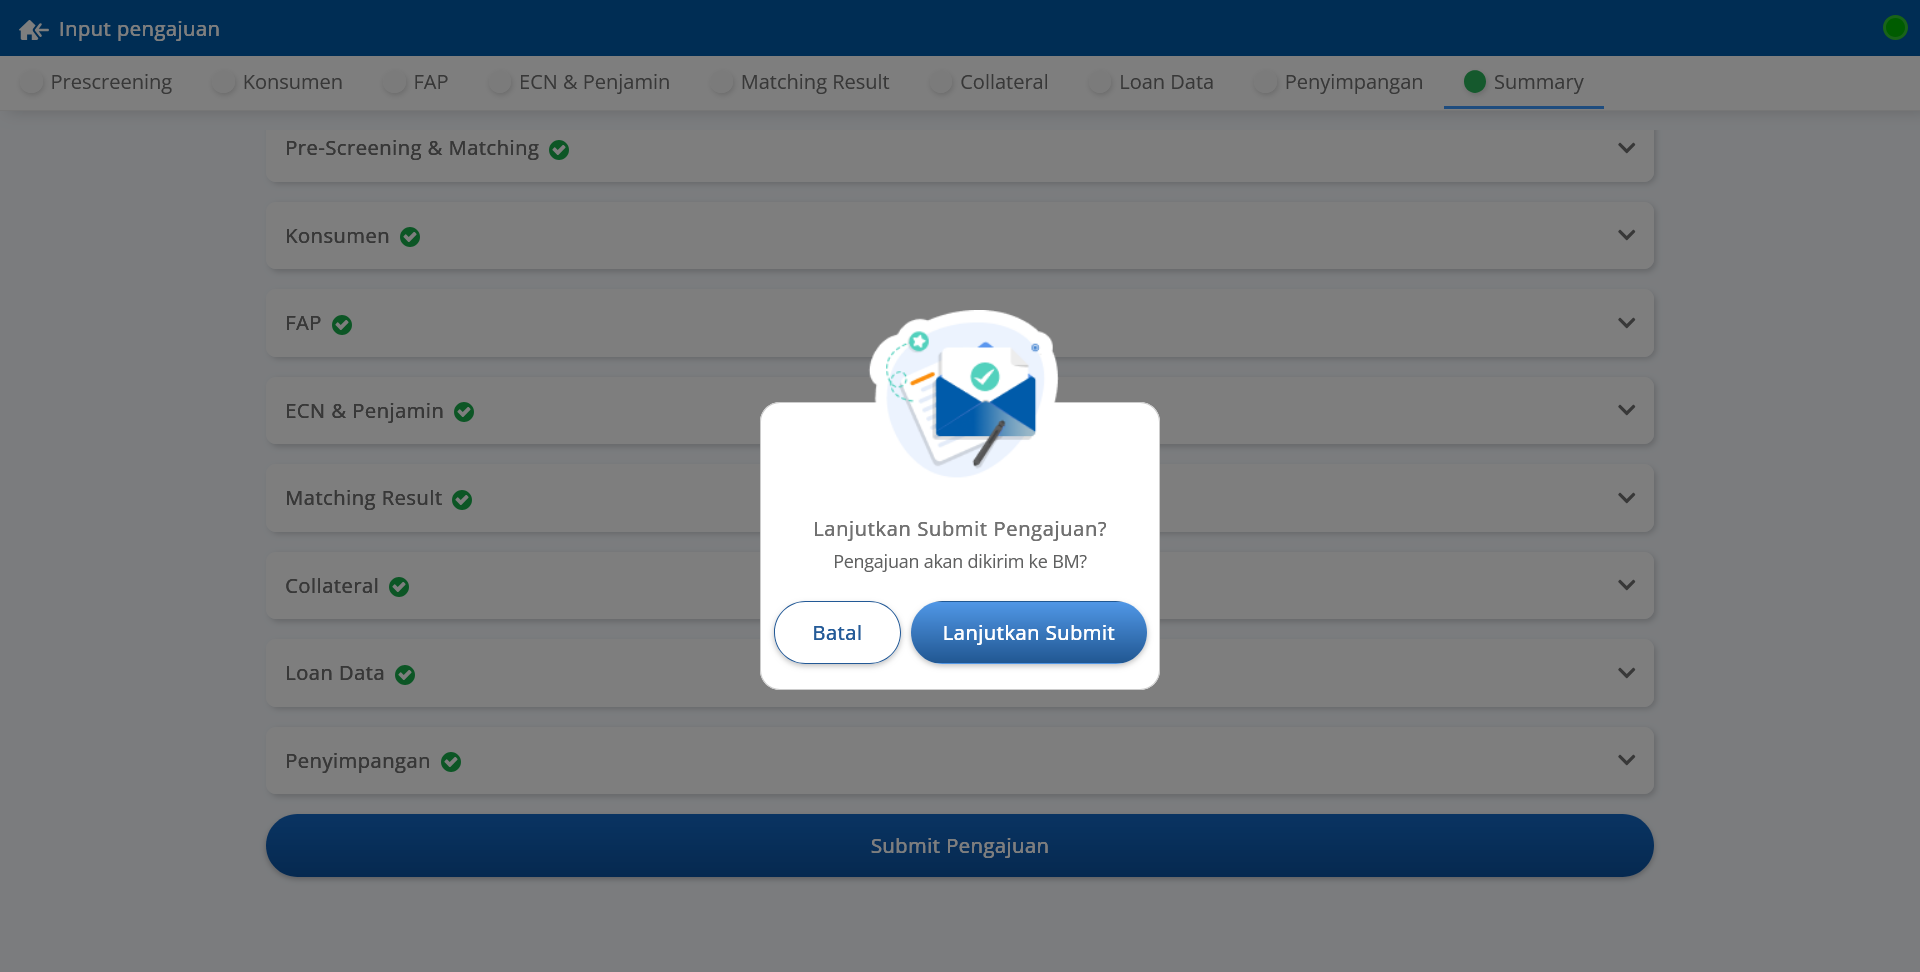 Input pengajuan
Prescreening Konsumen FAP ECN & Penjamin Matching Result Collateral Loan Data Penyimpangan Summary
Pre-Screening & Matching
Konsumen
FAP
ECN & Penjamin
Matching Result
Collateral
Loan Data
Penyimpangan
Submit Pengajuan
Lanjutkan Submit Pengajuan?
Pengajuan akan dikirim ke BM?
Batal Lanjutkan Submit